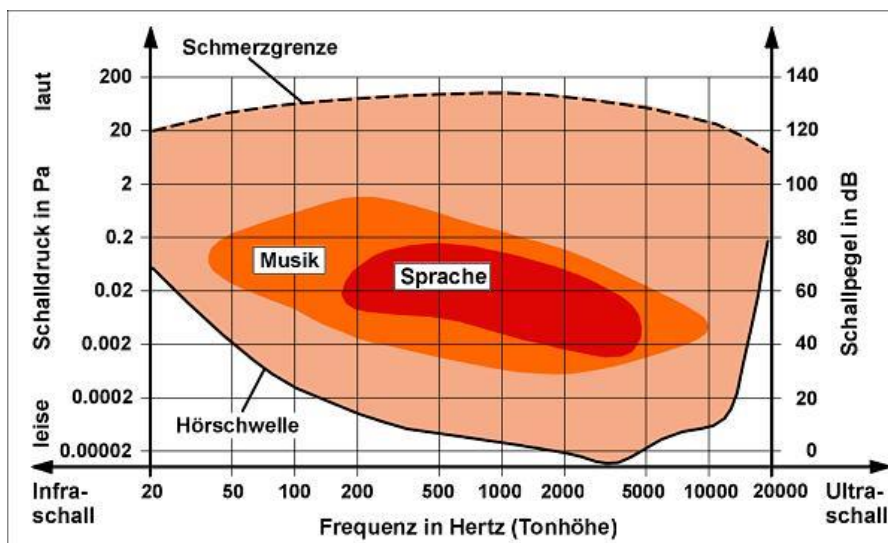 Schmerzgrenze
laut
200
20
2
0.2
0.02
0.002
0.0002
0.00002
leise
Schalldruck in Pa
140
120
100
80
60
40
20
0
Schallpegel in dB
Musik
Sprache
Hörschwelle
Infra-
schall
20 50 100 200 500 1000 2000 5000 10000 20000
Ultra-
schall
Frequenz in Hertz (Tonhöhe)